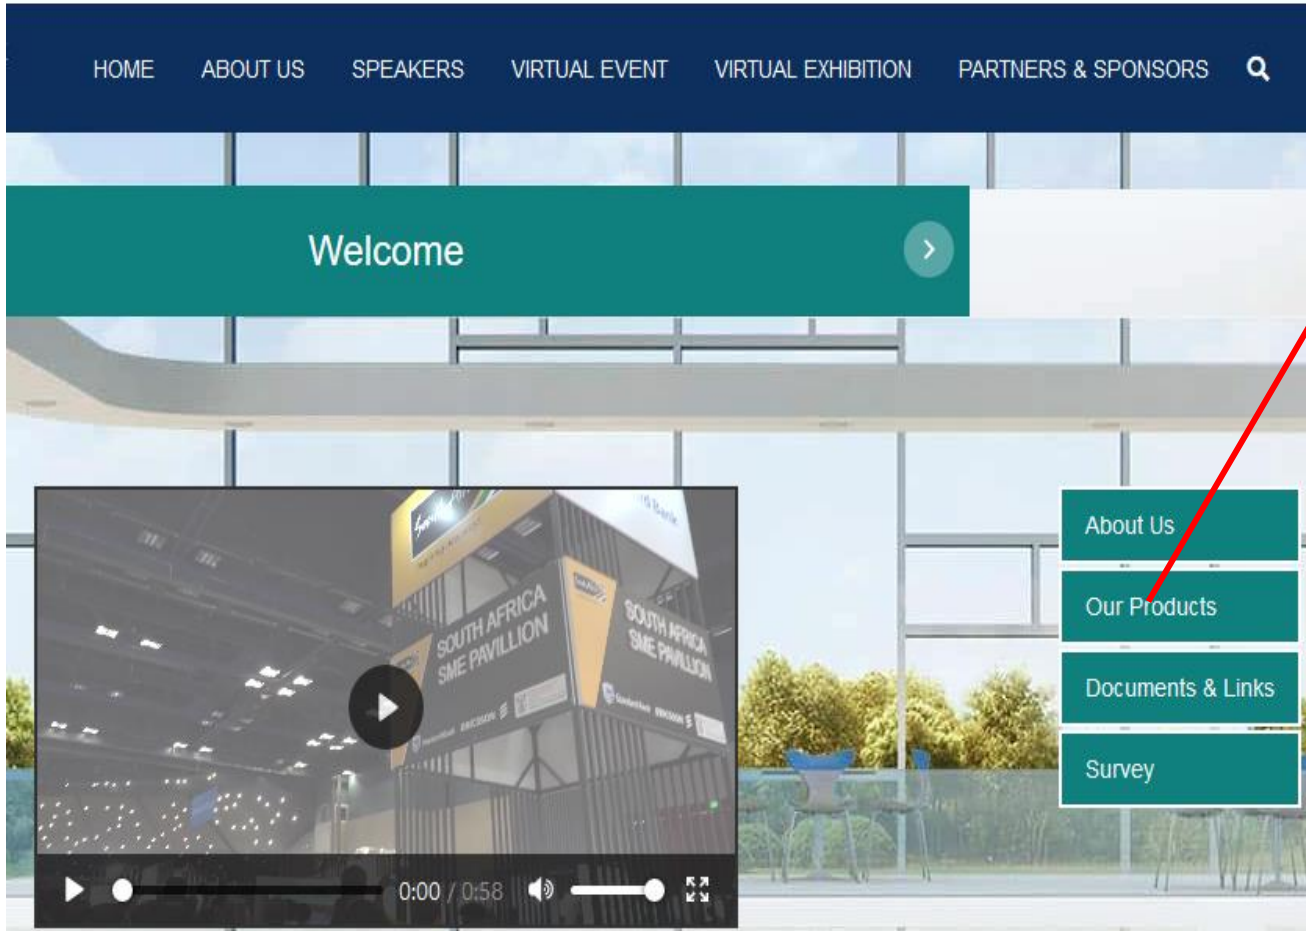 HOME ABOUT US SPEAKERS VIRTUAL EVENT VIRTUAL EXHIBITION PARTNERS & SPONSORS
Welcome
SOUTH AFRICA
SME PAVILLION
SOUTH AFRICA
SME PAVILLION
ERICSSON
About Us
Our Products
Documents & Links
Survey
0:00 / 0:58